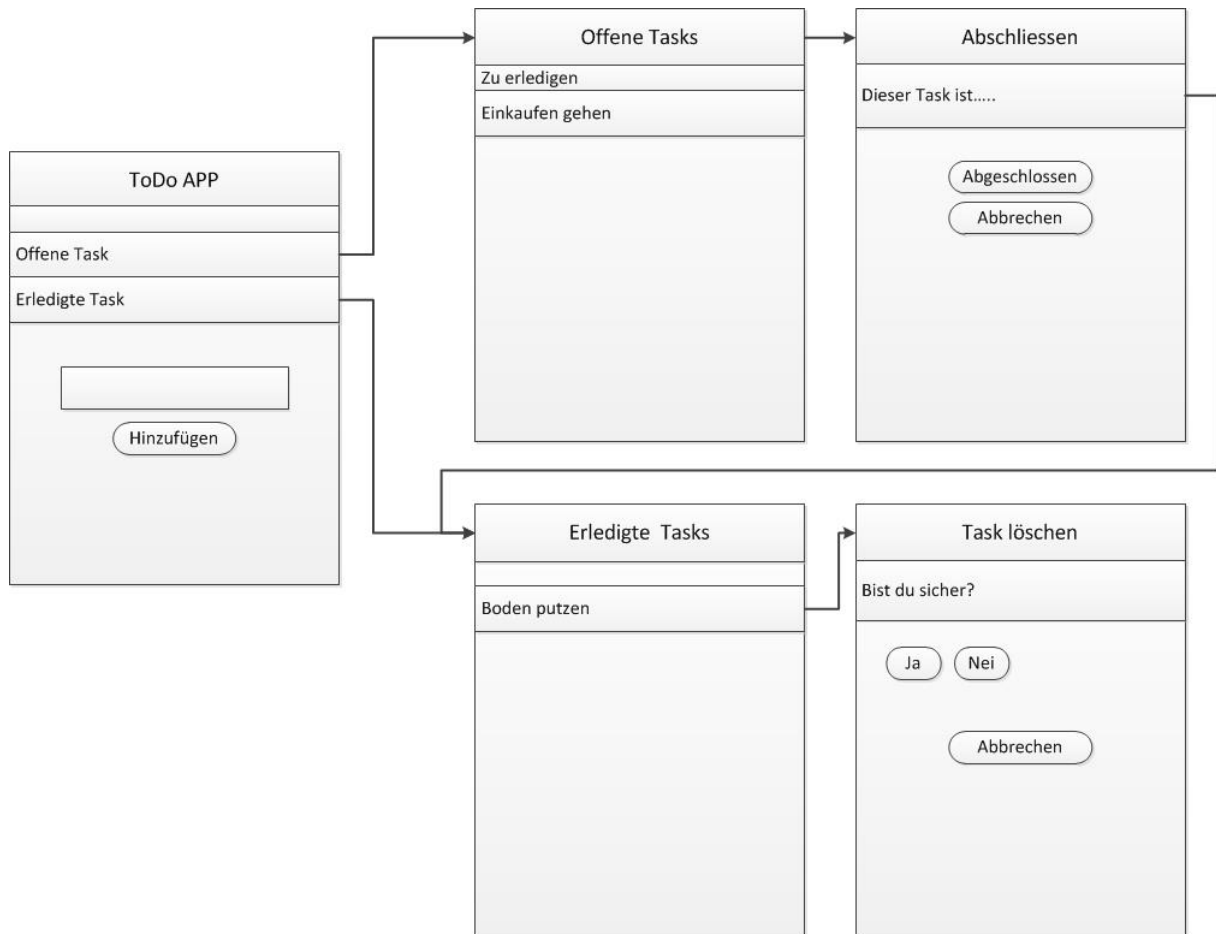 ToDo APP
Offene Task
Erledigte Task
Hinzufügen
Offene Tasks
Zu erledigen
Einkaufen gehen
Abschliessen
Dieser Task ist.....
Abgeschlossen
Abbrechen
Erledigte Tasks
Boden putzen
Task löschen
Bist du sicher?
Ja
Nei
Abbrechen